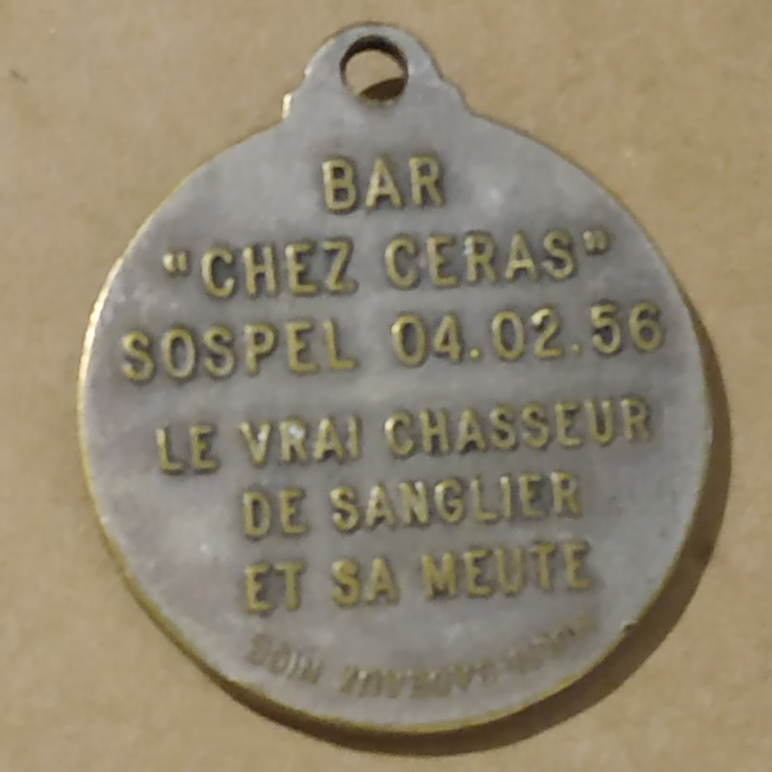 BAR
"CHEZ CERAS"
SOSPEL 04.02.56
LE VRAI CHASSEUR
DE SANGLIER
ET SA MEUTE